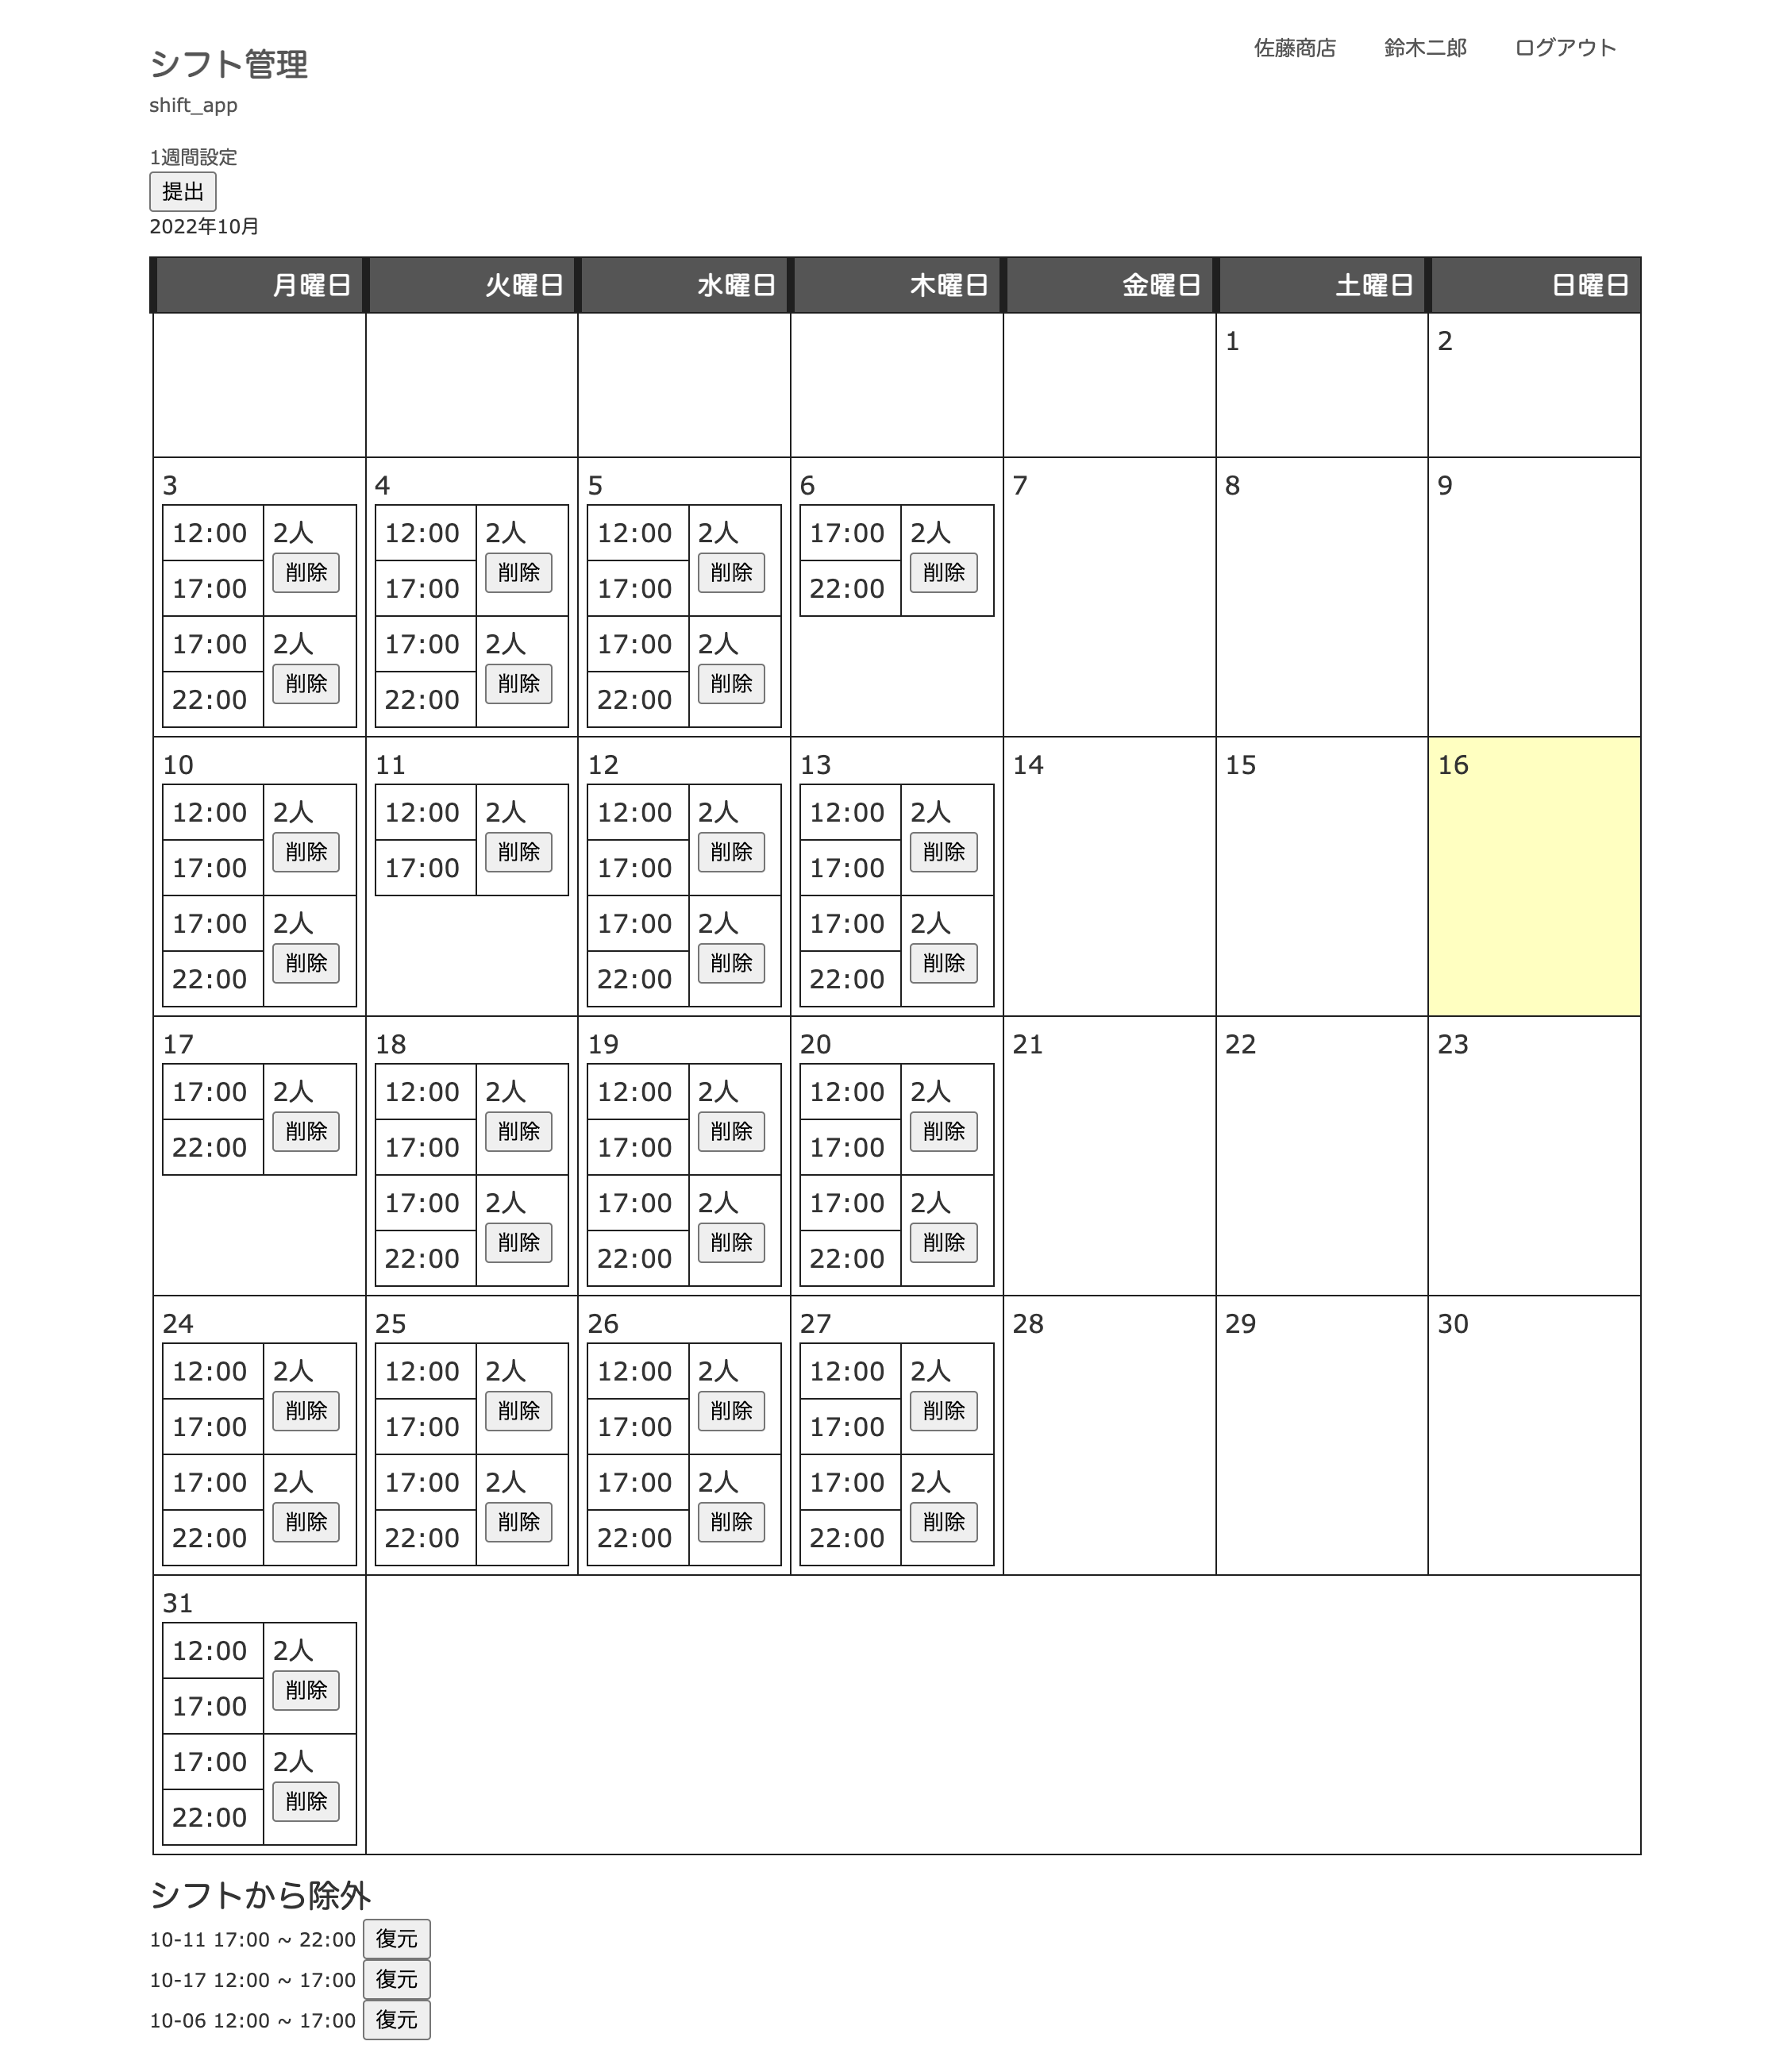 佐藤商店 鈴木二郎 ログアウト
シフト管理
shift_app
1週間設定
提出
2022年10月
月曜日 火曜日 水曜日 木曜日 金曜日 土曜日 日曜日
1 2
3 4 5 6 7 8 9
12:00 2人 12:00 2人 12:00 2人 17:00 2人
削除 削除 削除 削除
17:00 17:00 17:00 22:00
17:00 2人 17:00 2人 17:00 2人
削除 削除 削除
22:00 22:00 22:00
10 11 12 13 14 15 16
12:00 2人 12:00 2人 12:00 2人 12:00 2人
削除 削除 削除 削除
17:00 17:00 17:00 17:00
17:00 2人 17:00 2人 17:00 2人
削除 削除 削除
22:00 22:00 22:00
17 18 19 20 21 22 23
17:00 2人 12:00 2人 12:00 2人 12:00 2人
削除 削除 削除 削除
22:00 17:00 17:00 17:00
17:00 2人 17:00 2人 17:00 2人
削除 削除 削除
22:00 22:00 22:00
24 25 26 27 28 29 30
12:00 2人 12:00 2人 12:00 2人 12:00 2人
削除 削除 削除 削除
17:00 17:00 17:00 17:00
17:00 2人 17:00 2人 17:00 2人 17:00 2人
削除 削除 削除 削除
22:00 22:00 22:00 22:00
31
12:00 2人
削除
17:00
17:00 2人
削除
22:00
シフトから除外
10-11 17:00 ~ 22:00 復元
10-17 12:00 ~ 17:00 復元
10-06 12:00 ~ 17:00 復元